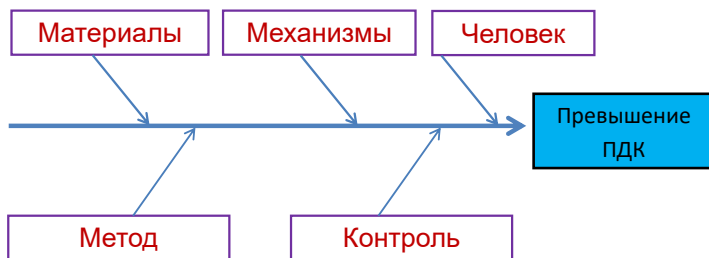 Материалы
Механизмы
Человек
Превышение
ПДК
Метод
Контроль